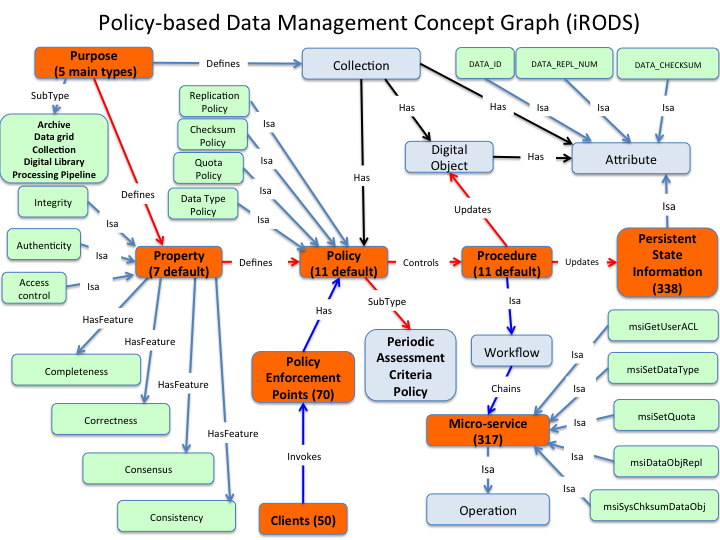 Policy-based Data Management Concept Graph (iRODS)
Purpose
(5 main types)
Defines
Collection
DATA_ID
DATA_REPL_NUM
DATA_CHECKSUM
SubType
Replication
Policy
Isa
Has
Has
Isa
Isa
Isa
Archive
Data grid
Collection
Digital Library
Processing Pipeline
Checksum
Policy
Isa
Digital
Object
Has
Attribute
Quota
Policy
Isa
Has
Integrity
Isa
Defines
Data Type
Policy
Isa
Updates
Isa
Authenticity
Isa
Property
(7 default)
Defines
Policy
(11 default)
Controls
Procedure
(11 default)
Updates
Persistent
State
Information
(338)
Access
control
Isa
HasFeature
Has
SubType
Isa
HasFeature
Periodic
Assessment
Criteria
Policy
Workflow
msiGetUserACL
Isa
Completeness
HasFeature
Policy
Enforcement
Points (70)
Chains
Isa
msiSetDataType
Correctness
HasFeature
Micro-service
(317)
Isa
msiSetQuota
Consensus
Invokes
Isa
Isa
msiDataObjRepl
Consistency
Clients (50)
Operation
Isa
msiSysChksumDataObj